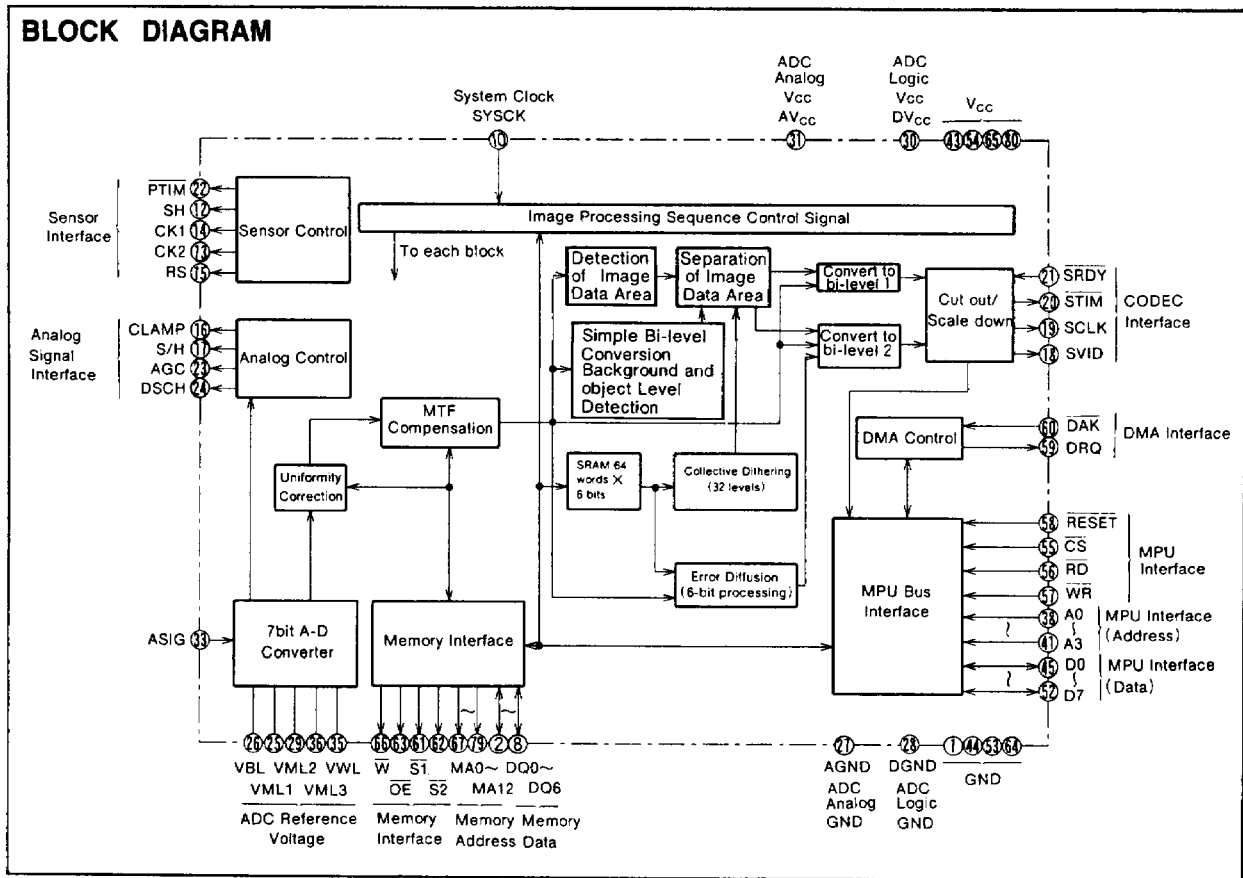 BLOCK DIAGRAM
System Clock
SYSCK
10
ADC
Analog
Vcc
AVCC
31
ADC
Logic
Vcc
DVCC
30
VCC
43 54 65 80
Sensor
Interface
PTIM 22
SH 12
CK1 14
CK2 13
RS 15
Sensor Control
Image Processing Sequence Control Signal
To each block
Analog
Signal
Interface
CLAMP 16
S/H 17
AGC 23
DSCH 24
Analog Control
Detection
of Image
Data Area
Separation
of Image
Data Area
Convert to
bi-level 1
Convert to
bi-level 2
Cut out/
Scale down
21 SRDY
20 STIM
19 SCLK
18 SVID
CODEC
Interface
Simple Bi-level
Conversion
Background and
object Level
Detection
MTF
Compensation
Uniformity
Correction
SRAM 64
words ×
6 bits
Collective Dithering
(32 levels)
Error Diffusion
(6-bit processing)
DMA Control
60 DAK
59 DRQ
DMA Interface
MPU Bus
Interface
58 RESET
55 CS
56 RD
57 WR
MPU
Interface
38 A0
~ ~
41 A3
MPU Interface
(Address)
45 D0
~ ~
52 D7
MPU Interface
(Data)
ASIG 33
7bit A-D
Converter
Memory Interface
~ ~
26 25 29 36 35
VBL VML2 VWL
VML1 VML3
ADC Reference
Voltage
66 63 61 62 67 79 2 8
W S1 MA0~ DQ0~
OE S2 MA12 DQ6
Memory
Interface
Memory
Address
Memory
Data
27
AGND
ADC
Analog
GND
28
DGND
ADC
Logic
GND
1 44 53 64
GND